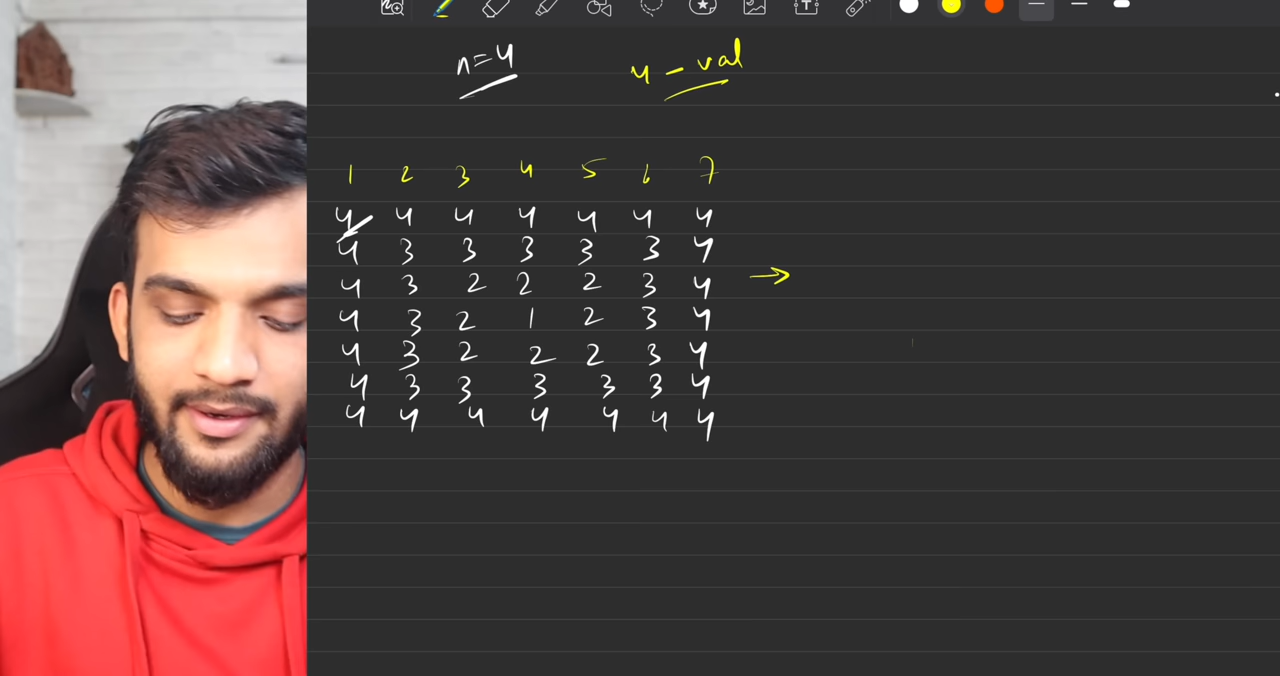 n=4 4 - val
1 2 3 4 5 6 7
4 4 4 4 4 4 4
4 3 3 3 3 3 4
4 3 2 2 2 3 4 →
4 3 2 1 2 3 4
4 3 2 2 2 3 4
4 3 3 3 3 3 4
4 4 4 4 4 4 4